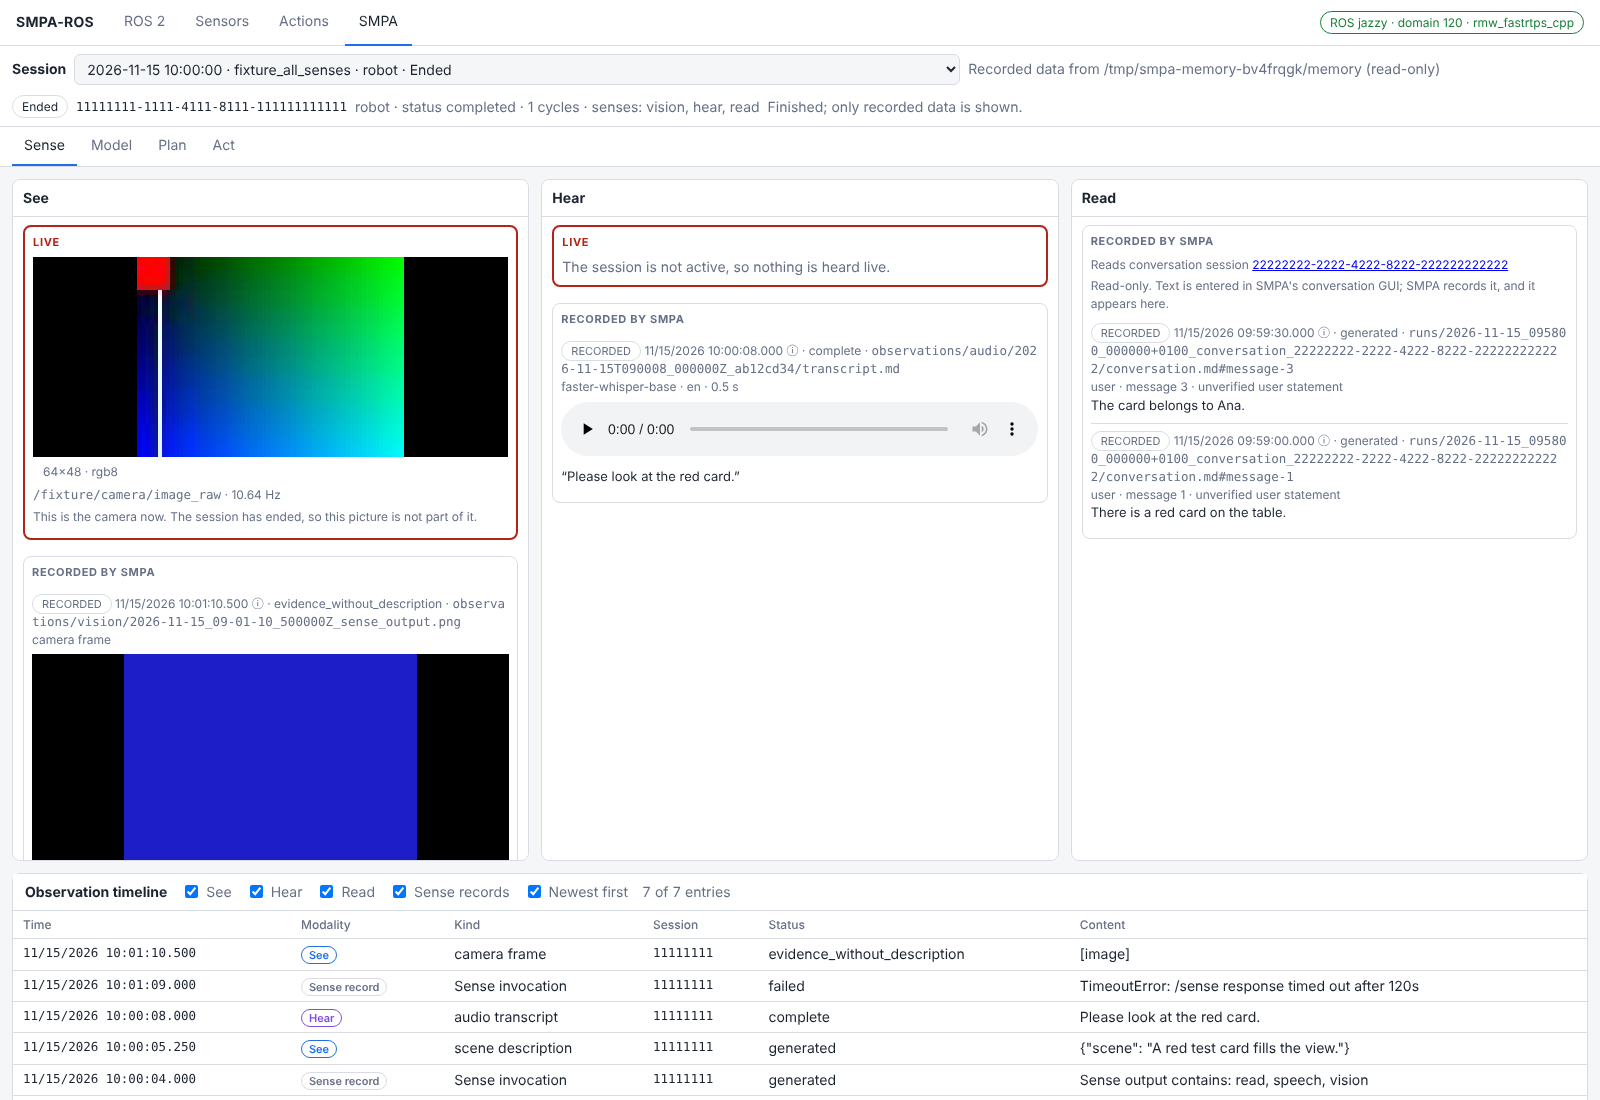 SMPA-ROS ROS 2 Sensors Actions SMPA ROS jazzy · domain 120 · rmw_fastrtps_cpp
Session 2026-11-15 10:00:00 · fixture_all_senses · robot · Ended Recorded data from /tmp/smpa-memory-bv4frqgk/memory (read-only)
Ended 11111111-1111-4111-8111-111111111111 robot · status completed · 1 cycles · senses: vision, hear, read Finished; only recorded data is shown.
Sense Model Plan Act
See
LIVE
64×48 · rgb8
/fixture/camera/image_raw · 10.64 Hz
This is the camera now. The session has ended, so this picture is not part of it.
RECORDED BY SMPA
RECORDED 11/15/2026 10:01:10.500 ⓘ · evidence_without_description · observa
tions/vision/2026-11-15_09-01-10_500000Z_sense_output.png
camera frame
Hear
LIVE
The session is not active, so nothing is heard live.
RECORDED BY SMPA
RECORDED 11/15/2026 10:00:08.000 ⓘ · complete · observations/audio/202
6-11-15T090008_000000Z_ab12cd34/transcript.md
faster-whisper-base · en · 0.5 s
0:00 / 0:00
“Please look at the red card.”
Read
RECORDED BY SMPA
Reads conversation session 22222222-2222-4222-8222-222222222222
Read-only. Text is entered in SMPA's conversation GUI; SMPA records it, and it
appears here.
RECORDED 11/15/2026 09:59:30.000 ⓘ · generated · runs/2026-11-15_09580
0_000000+0100_conversation_22222222-2222-4222-8222-22222222222
2/conversation.md#message-3
user · message 3 · unverified user statement
The card belongs to Ana.
RECORDED 11/15/2026 09:59:00.000 ⓘ · generated · runs/2026-11-15_09580
0_000000+0100_conversation_22222222-2222-4222-8222-22222222222
2/conversation.md#message-1
user · message 1 · unverified user statement
There is a red card on the table.
Observation timeline See Hear Read Sense records Newest first 7 of 7 entries
Time Modality Kind Session Status Content
11/15/2026 10:01:10.500 See camera frame 11111111 evidence_without_description [image]
11/15/2026 10:01:09.000 Sense record Sense invocation 11111111 failed TimeoutError: /sense response timed out after 120s
11/15/2026 10:00:08.000 Hear audio transcript 11111111 complete Please look at the red card.
11/15/2026 10:00:05.250 See scene description 11111111 generated {"scene": "A red test card fills the view."}
11/15/2026 10:00:04.000 Sense record Sense invocation 11111111 generated Sense output contains: read, speech, vision